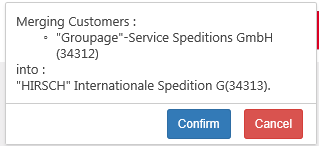 Merging Customers :
◦ "Groupage"-Service Speditions GmbH
(34312)
into :
"HIRSCH" Internationale Spedition G(34313).
Confirm Cancel